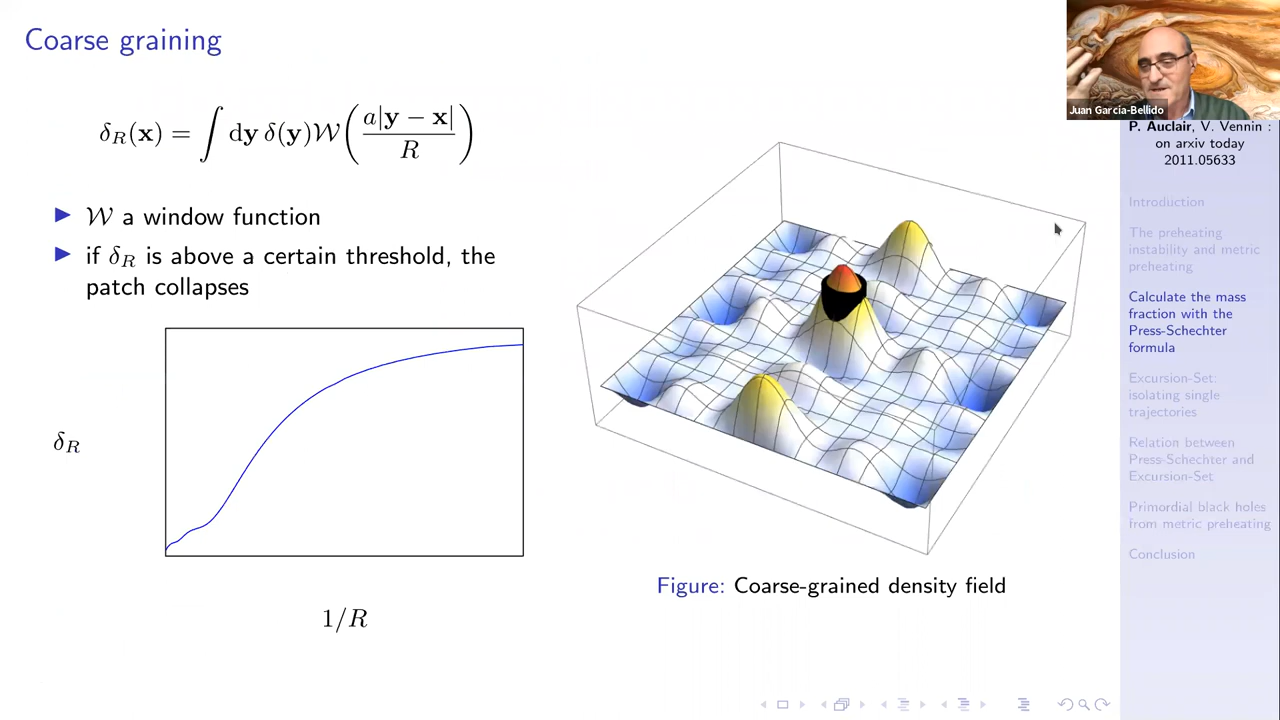 Coarse graining
δ_R(𝐱) = ∫ d𝐲 δ(𝐲)𝒲(a|𝐲 − 𝐱| / R)
▶ 𝒲 a window function
▶ if δ_R is above a certain threshold, the
patch collapses
δ_R
1/R
Figure: Coarse-grained density field
Juan García-Bellido
P. Auclair, V. Vennin :
on arxiv today
2011.05633
Introduction
The preheating
instability and metric
preheating
Calculate the mass
fraction with the
Press-Schechter
formula
Excursion-Set:
isolating single
trajectories
Relation between
Press-Schechter and
Excursion-Set
Primordial black holes
from metric preheating
Conclusion